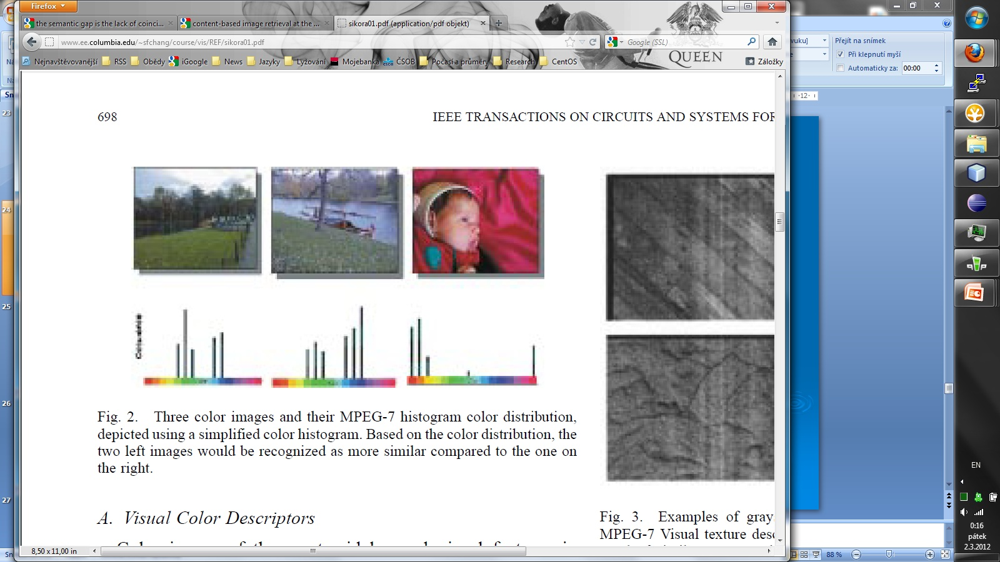 Firefox
the semantic gap is the lack of coinci...
content-based image retrieval at the ...
sikora01.pdf (application/pdf objekt)
www.ee.columbia.edu/~sfchang/course/vis/REF/sikora01.pdf
Google (SSL)
Nejnavštěvovanější RSS Obědy iGoogle News Jazyky Lyžování Mojebanka ČSOB Počasí a průměry Research CentOS
QUEEN
Záložky
698
IEEE TRANSACTIONS ON CIRCUITS AND SYSTEMS FOR
Fig. 2. Three color images and their MPEG-7 histogram color distribution,
depicted using a simplified color histogram. Based on the color distribution, the
two left images would be recognized as more similar compared to the one on
the right.
A. Visual Color Descriptors
Fig. 3. Examples of gray
MPEG-7 Visual texture desc
8,50 x 11,00 in
Sn
23
24
25
26
27
Sn
vuku]
Přejít na snímek
Při klepnutí myší
Automaticky za: 00:00
12
88 %
EN
0:16
pátek
2.3.2012